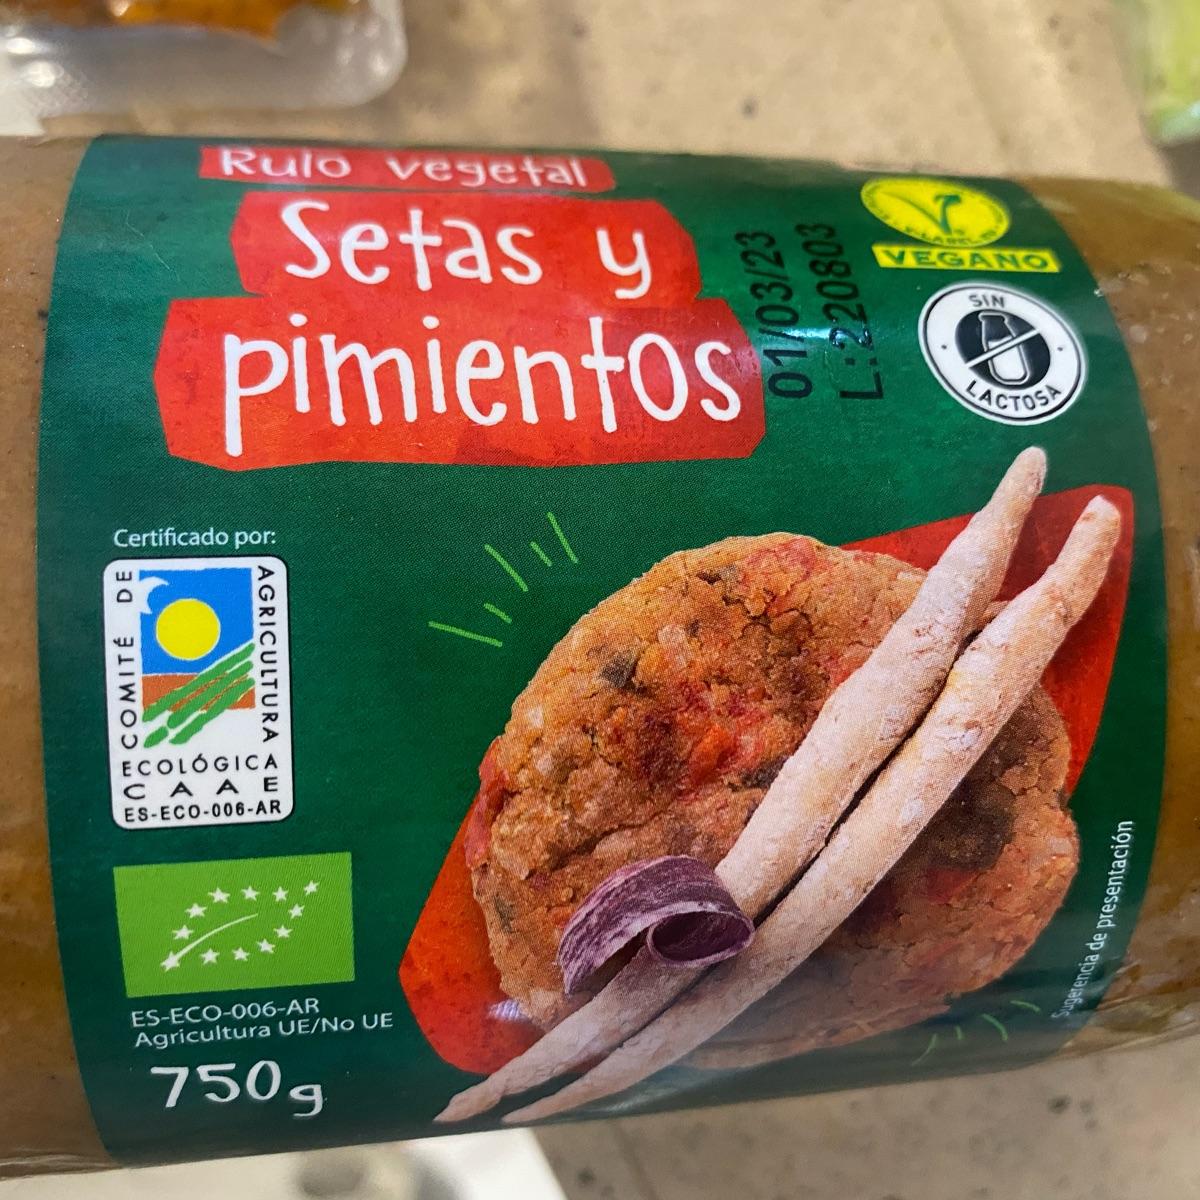 Rulo vegetal
Setas y
pimientos
01/03/23
L:220803
V-LABEL
VEGANO
SIN
LACTOSA
Certificado por:
COMITÉ DE
AGRICULTURA
ECOLÓGICA
CAAE
ES-ECO-006-AR
ES-ECO-006-AR
Agricultura UE/No UE
750g
Sugerencia de presentación